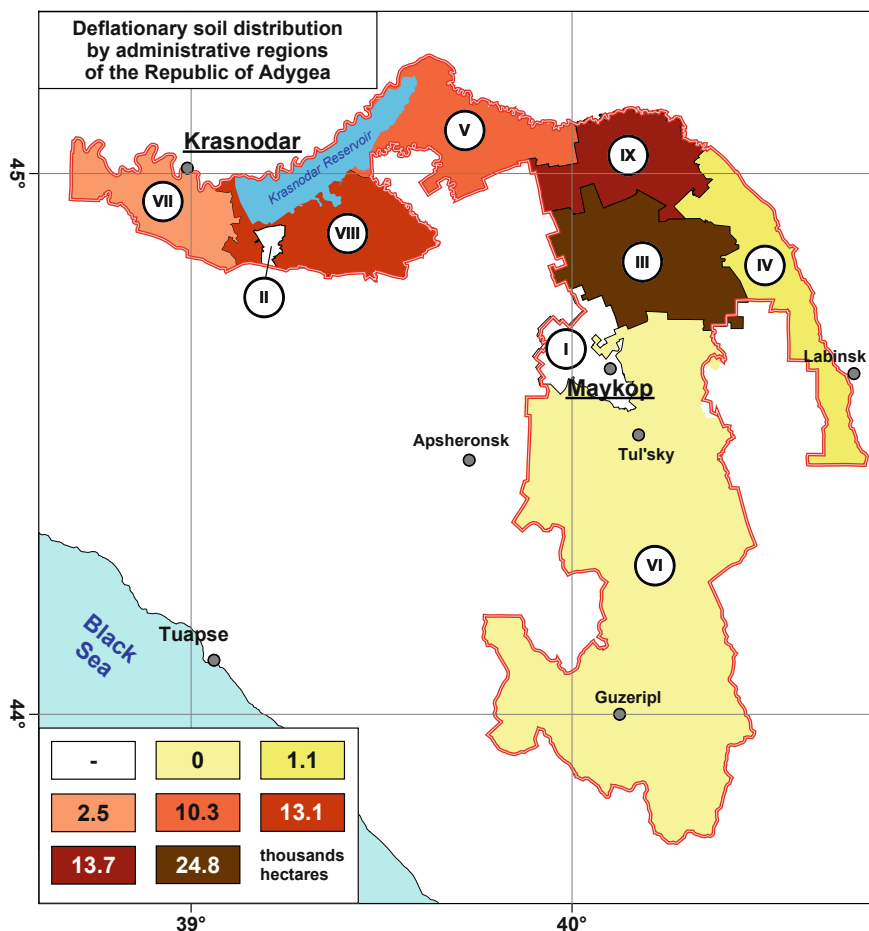 Deflationary soil distribution
by administrative regions
of the Republic of Adygea
Krasnodar
Krasnodar Reservoir
45°
V
IX
VII
VIII
III
IV
II
I
Labinsk
Maykop
Apsheronsk
Tul'sky
VI
Black
Sea
Tuapse
Guzeripl
44°
-
0
1.1
2.5
10.3
13.1
13.7
24.8
thousands
hectares
39°
40°